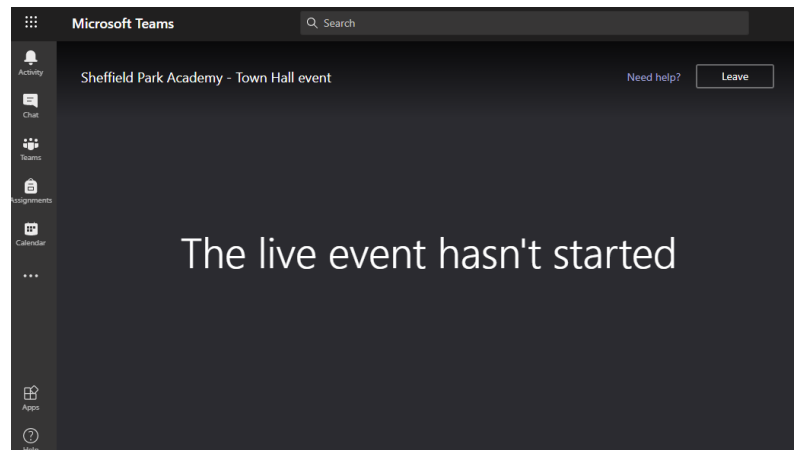 Microsoft Teams
Search
Activity
Sheffield Park Academy - Town Hall event
Need help?
Leave
Chat
Teams
Assignments
Calendar
The live event hasn't started
Apps
Help